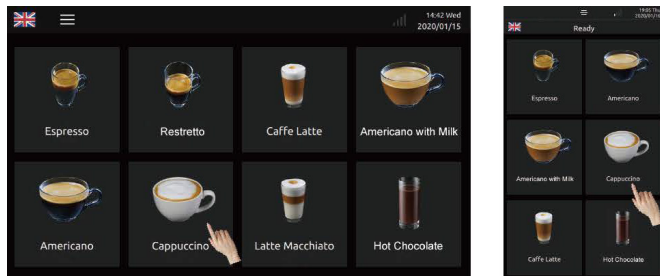 14:42 Wed
2020/01/15
Espresso
Restretto
Caffe Latte
Americano with Milk
Americano
Cappuccino
Latte Macchiato
Hot Chocolate
Ready
Espresso
Americano
Americano with Milk
Cappuccino
Caffe Latte
Hot Chocolate